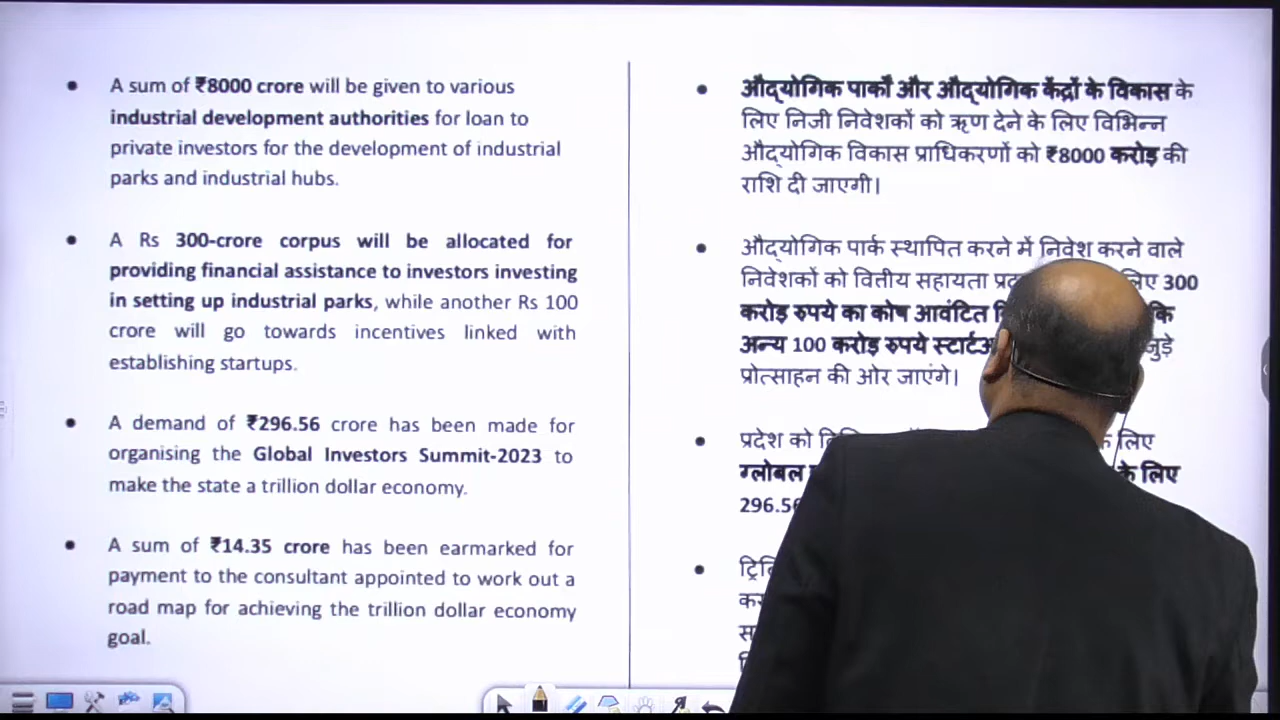 • A sum of ₹8000 crore will be given to various
industrial development authorities for loan to
private investors for the development of industrial
parks and industrial hubs.
• A Rs 300-crore corpus will be allocated for
providing financial assistance to investors investing
in setting up industrial parks, while another Rs 100
crore will go towards incentives linked with
establishing startups.
• A demand of ₹296.56 crore has been made for
organising the Global Investors Summit-2023 to
make the state a trillion dollar economy.
• A sum of ₹14.35 crore has been earmarked for
payment to the consultant appointed to work out a
road map for achieving the trillion dollar economy
goal.
• औद्योगिक पार्कों और औद्योगिक केंद्रों के विकास के
लिए निजी निवेशकों को ऋण देने के लिए विभिन्न
औद्योगिक विकास प्राधिकरणों को ₹8000 करोड़ की
राशि दी जाएगी।
• औद्योगिक पार्क स्थापित करने में निवेश करने वाले
निवेशकों को वित्तीय सहायता 300
करोड़ रुपये का कोष आवंटित
अन्य 100 करोड़ रुपये जुड़े
प्रोत्साहन की ओर जाएंगे।
• प्रदेश को लिए
ग्लोबल के लिए
•